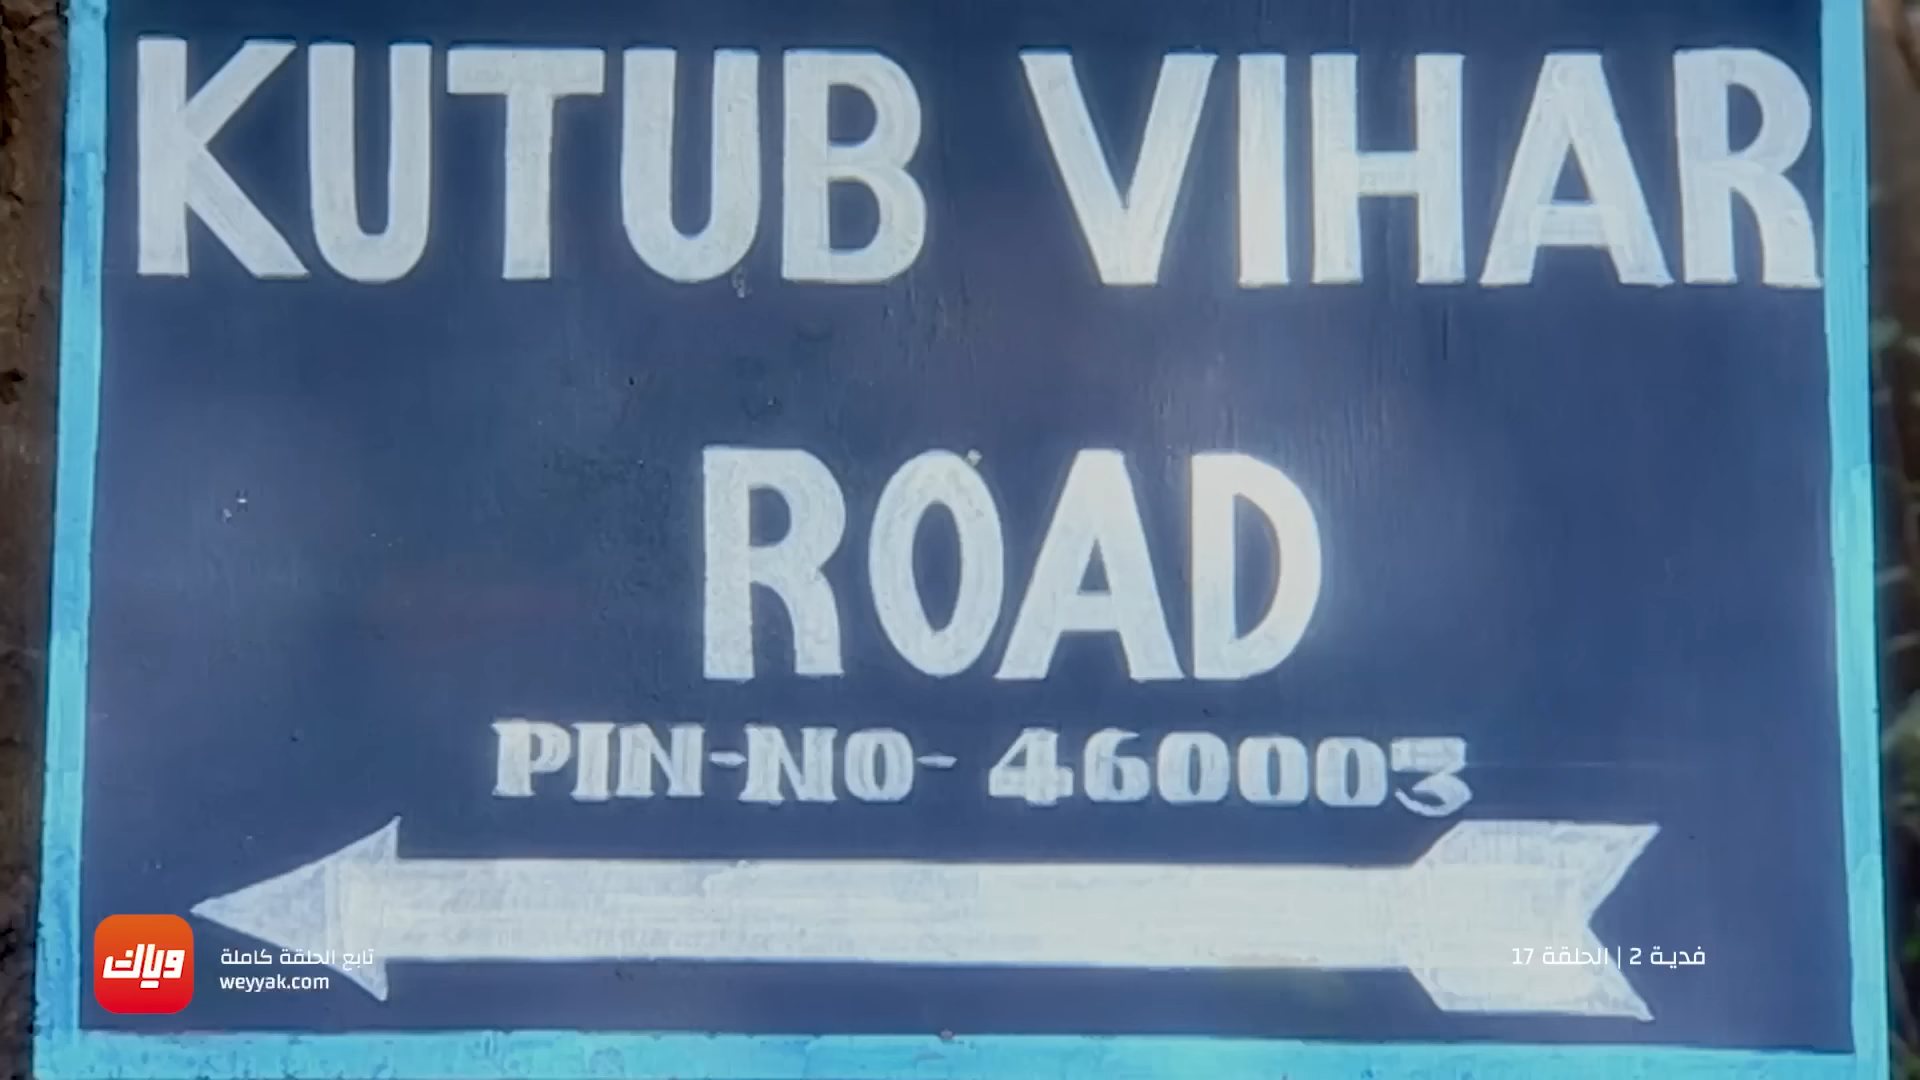 KUTUB VIHAR
ROAD
PIN-NO- 460003
وياك
تابع الحلقة كاملة
weyyak.com
فدية 2 | الحلقة 17